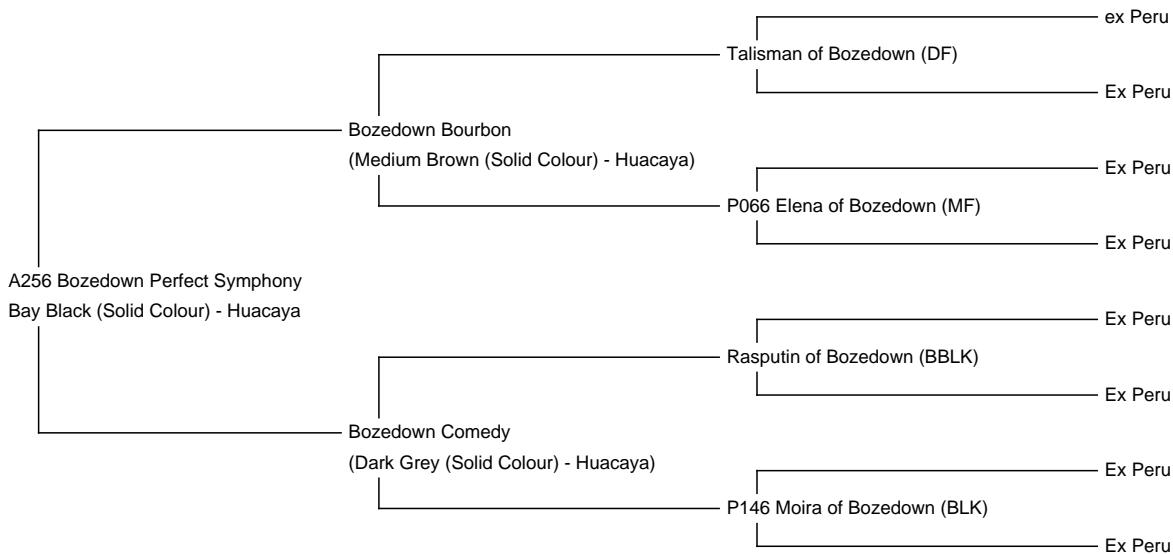 ex Peru
Talisman of Bozedown (DF)
Ex Peru
Bozedown Bourbon
(Medium Brown (Solid Colour) - Huacaya)
Ex Peru
P066 Elena of Bozedown (MF)
Ex Peru
A256 Bozedown Perfect Symphony
Bay Black (Solid Colour) - Huacaya
Ex Peru
Rasputin of Bozedown (BBLK)
Ex Peru
Bozedown Comedy
(Dark Grey (Solid Colour) - Huacaya)
Ex Peru
P146 Moira of Bozedown (BLK)
Ex Peru